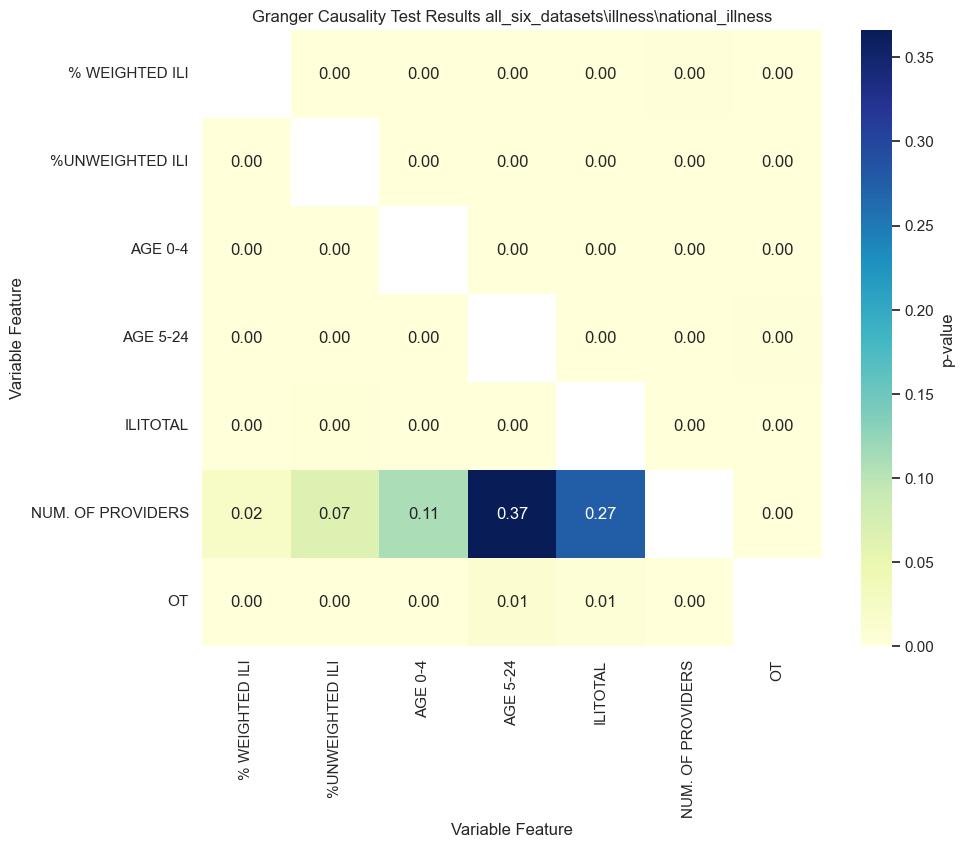 Granger Causality Test Results all_six_datasets\illness\national_illness
% WEIGHTED ILI 0.00 0.00 0.00 0.00 0.00 0.00
%UNWEIGHTED ILI 0.00 0.00 0.00 0.00 0.00 0.00
AGE 0-4 0.00 0.00 0.00 0.00 0.00 0.00
AGE 5-24 0.00 0.00 0.00 0.00 0.00 0.00
ILITOTAL 0.00 0.00 0.00 0.00 0.00 0.00
NUM. OF PROVIDERS 0.02 0.07 0.11 0.37 0.27 0.00
OT 0.00 0.00 0.00 0.01 0.01 0.00
Variable Feature
% WEIGHTED ILI
%UNWEIGHTED ILI
AGE 0-4
AGE 5-24
ILITOTAL
NUM. OF PROVIDERS
OT
Variable Feature
0.35
0.30
0.25
0.20
0.15
0.10
0.05
0.00
p-value